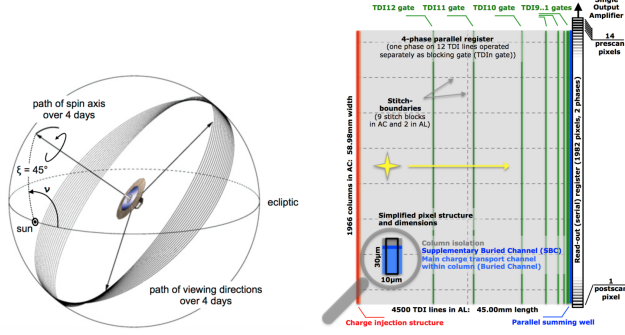 path of spin axis
over 4 days
ξ = 45°
ν
sun
ecliptic
path of viewing directions
over 4 days
TDI12 gate
TDI11 gate
TDI10 gate
TDI9..1 gates
Single
Output
Amplifier
14
prescan
pixels
4-phase parallel register
(one phase on 12 TDI lines operated
separately as blocking gate (TDIn gate))
Stitch-
boundaries
(9 stitch blocks
in AC and 2 in AL)
1966 columns in AC: 58.98mm width
Read-out (serial) register (1982 pixels, 2 phases)
Simplified pixel structure
and dimensions
Column isolation
Supplementary Buried Channel (SBC)
Main charge transport channel
within column (Buried Channel)
30µm
10µm
1
postscan
pixel
4500 TDI lines in AL: 45.00mm length
Charge injection structure
Parallel summing well